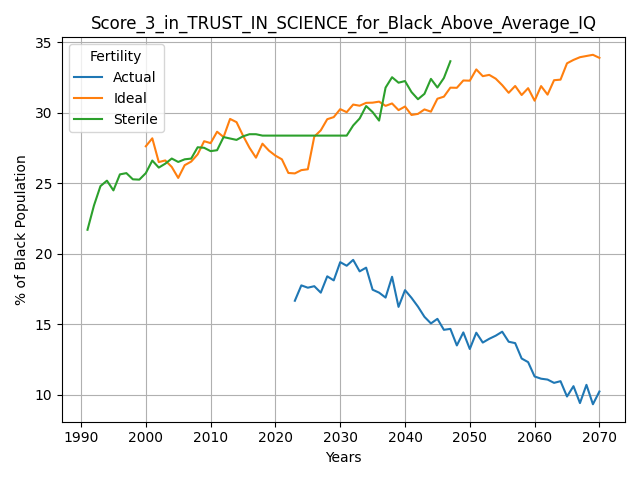 Score_3_in_TRUST_IN_SCIENCE_for_Black_Above_Average_IQ
Fertility
Actual
Ideal
Sterile
% of Black Population
35
30
25
20
15
10
1990 2000 2010 2020 2030 2040 2050 2060 2070
Years